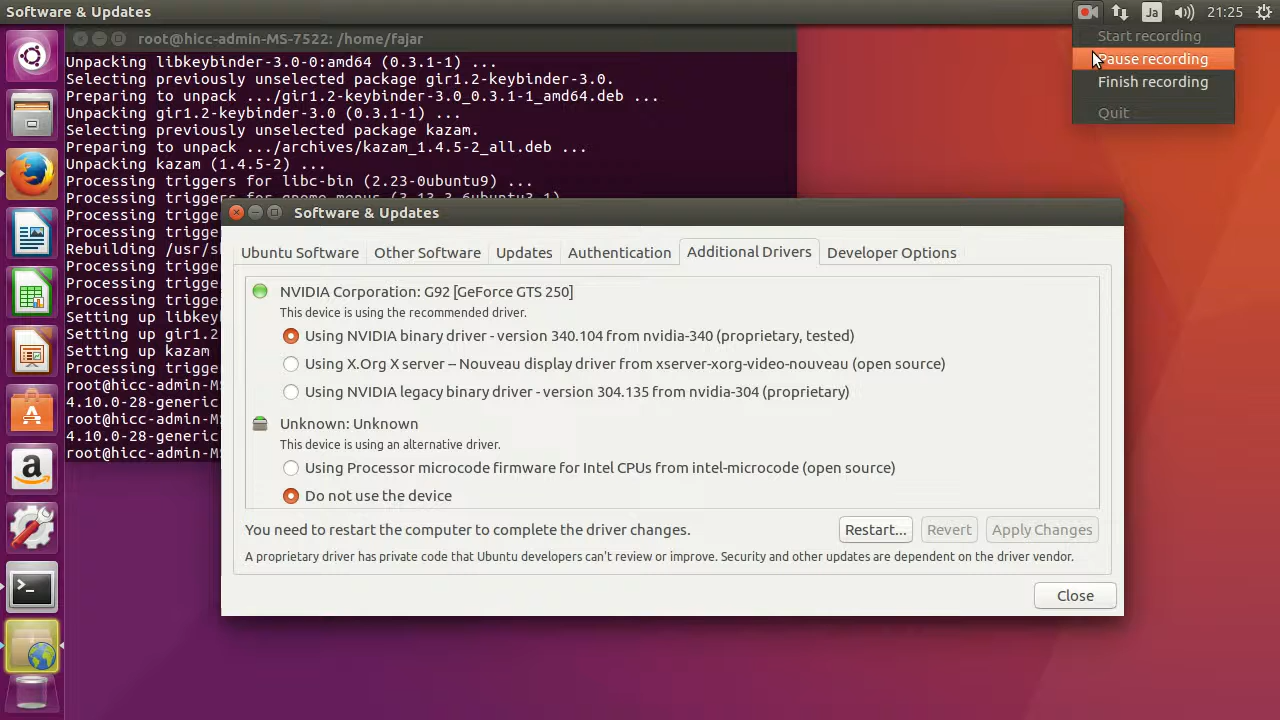 Software & Updates
Ja
21:25
Start recording
Pause recording
Finish recording
Quit
root@hicc-admin-MS-7522: /home/fajar
Unpacking libkeybinder-3.0-0:amd64 (0.3.1-1) ...
Selecting previously unselected package gir1.2-keybinder-3.0.
Preparing to unpack .../gir1.2-keybinder-3.0_0.3.1-1_amd64.deb ...
Unpacking gir1.2-keybinder-3.0 (0.3.1-1) ...
Selecting previously unselected package kazam.
Preparing to unpack .../archives/kazam_1.4.5-2_all.deb ...
Unpacking kazam (1.4.5-2) ...
Processing triggers for libc-bin (2.23-0ubuntu9) ...
Processing triggers for gnome-menus (3.13.3-6ubuntu3.1) ...
Processing trigge
Processing trigge
Rebuilding /usr/s
Processing trigge
Processing trigge
Processing trigge
Setting up libkey
Setting up gir1.2
Setting up kazam
Processing trigge
root@hicc-admin-M
4.10.0-28-generic
root@hicc-admin-M
4.10.0-28-generic
root@hicc-admin-M
Software & Updates
Ubuntu Software
Other Software
Updates
Authentication
Additional Drivers
Developer Options
NVIDIA Corporation: G92 [GeForce GTS 250]
This device is using the recommended driver.
Using NVIDIA binary driver - version 340.104 from nvidia-340 (proprietary, tested)
Using X.Org X server – Nouveau display driver from xserver-xorg-video-nouveau (open source)
Using NVIDIA legacy binary driver - version 304.135 from nvidia-304 (proprietary)
Unknown: Unknown
This device is using an alternative driver.
Using Processor microcode firmware for Intel CPUs from intel-microcode (open source)
Do not use the device
You need to restart the computer to complete the driver changes.
Restart...
Revert
Apply Changes
A proprietary driver has private code that Ubuntu developers can't review or improve. Security and other updates are dependent on the driver vendor.
Close